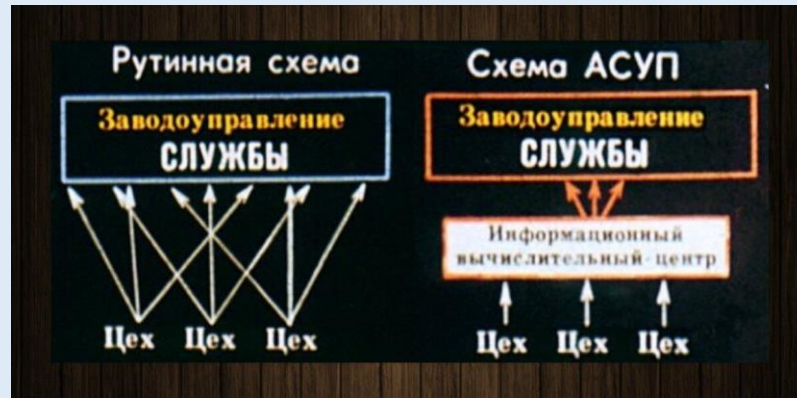 Рутинная схема
Заводоуправление
СЛУЖБЫ
Цех Цех Цех
Схема АСУП
Заводоуправление
СЛУЖБЫ
Информационный
вычислительный центр
Цех Цех Цех